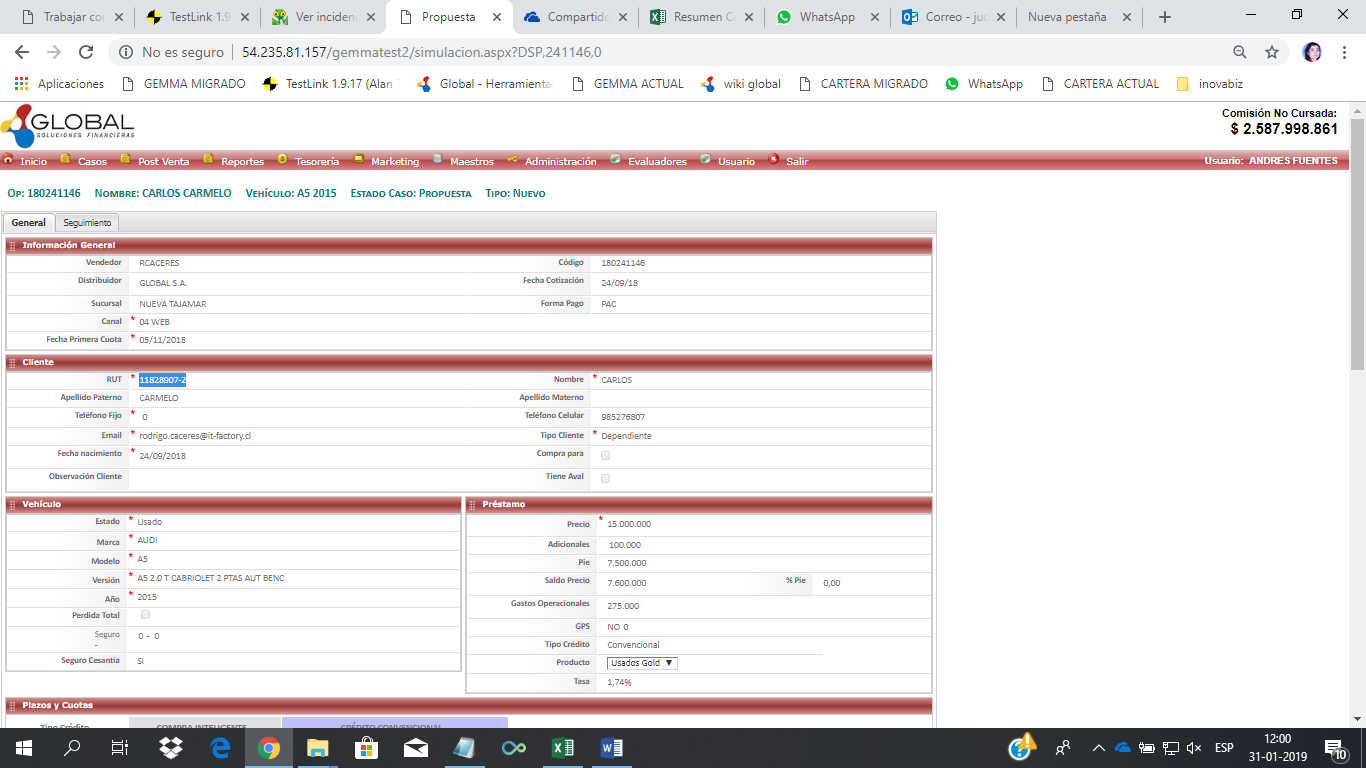 Trabajar co
TestLink 1.9
Ver inciden
Propuesta
Compartido
Resumen C
WhatsApp
Correo - juc
Nueva pestaña
No es seguro | 54.235.81.157/gemmatest2/simulacion.aspx?DSP,241146,0
Aplicaciones GEMMA MIGRADO TestLink 1.9.17 (Alan Global - Herramienta GEMMA ACTUAL wiki global CARTERA MIGRADO WhatsApp CARTERA ACTUAL inovabiz
GLOBAL
SOLUCIONES FINANCIERAS
Comisión No Cursada:
$ 2.587.998.861
Inicio Casos Post Venta Reportes Tesorería Marketing Maestros Administración Evaluadores Usuario Salir Usuario: ANDRES FUENTES
OP: 180241146 NOMBRE: CARLOS CARMELO VEHÍCULO: A5 2015 ESTADO CASO: PROPUESTA TIPO: NUEVO
General Seguimiento
Información General
Vendedor RCACERES Código 180241146
Distribuidor GLOBAL S.A. Fecha Cotización 24/09/18
Sucursal NUEVA TAJAMAR Forma Pago PAC
Canal * 04 WEB
Fecha Primera Cuota * 05/11/2018
Cliente
RUT * 11828907-2 Nombre * CARLOS
Apellido Paterno CARMELO Apellido Materno
Teléfono Fijo * 0 Teléfono Celular 985276807
Email * rodrigo.caceres@it-factory.cl Tipo Cliente * Dependiente
Fecha nacimiento * 24/09/2018 Compra para
Observación Cliente Tiene Aval
Vehículo
Estado * Usado
Marca * AUDI
Modelo * A5
Versión * A5 2.0 T CABRIOLET 2 PTAS AUT BENC
Año * 2015
Perdida Total
Seguro 0 - 0
-
Seguro Cesantía SI
Préstamo
Precio * 15.000.000
Adicionales 100.000
Pie 7.500.000
Saldo Precio 7.600.000 % Pie 0,00
Gastos Operacionales 275.000
GPS NO 0
Tipo Crédito Convencional
Producto Usados Gold
Tasa 1,74%
Plazos y Cuotas
Tipo Crédito COMPRA INTELIGENTE CRÉDITO CONVENCIONAL
ESP
12:00
31-01-2019
10